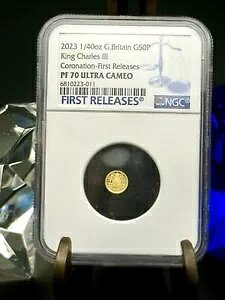 2023 1/40oz G.Britain G50P
King Charles III
Coronation-First Releases
PF 70 ULTRA CAMEO
6810223-011
FIRST RELEASES
NGC